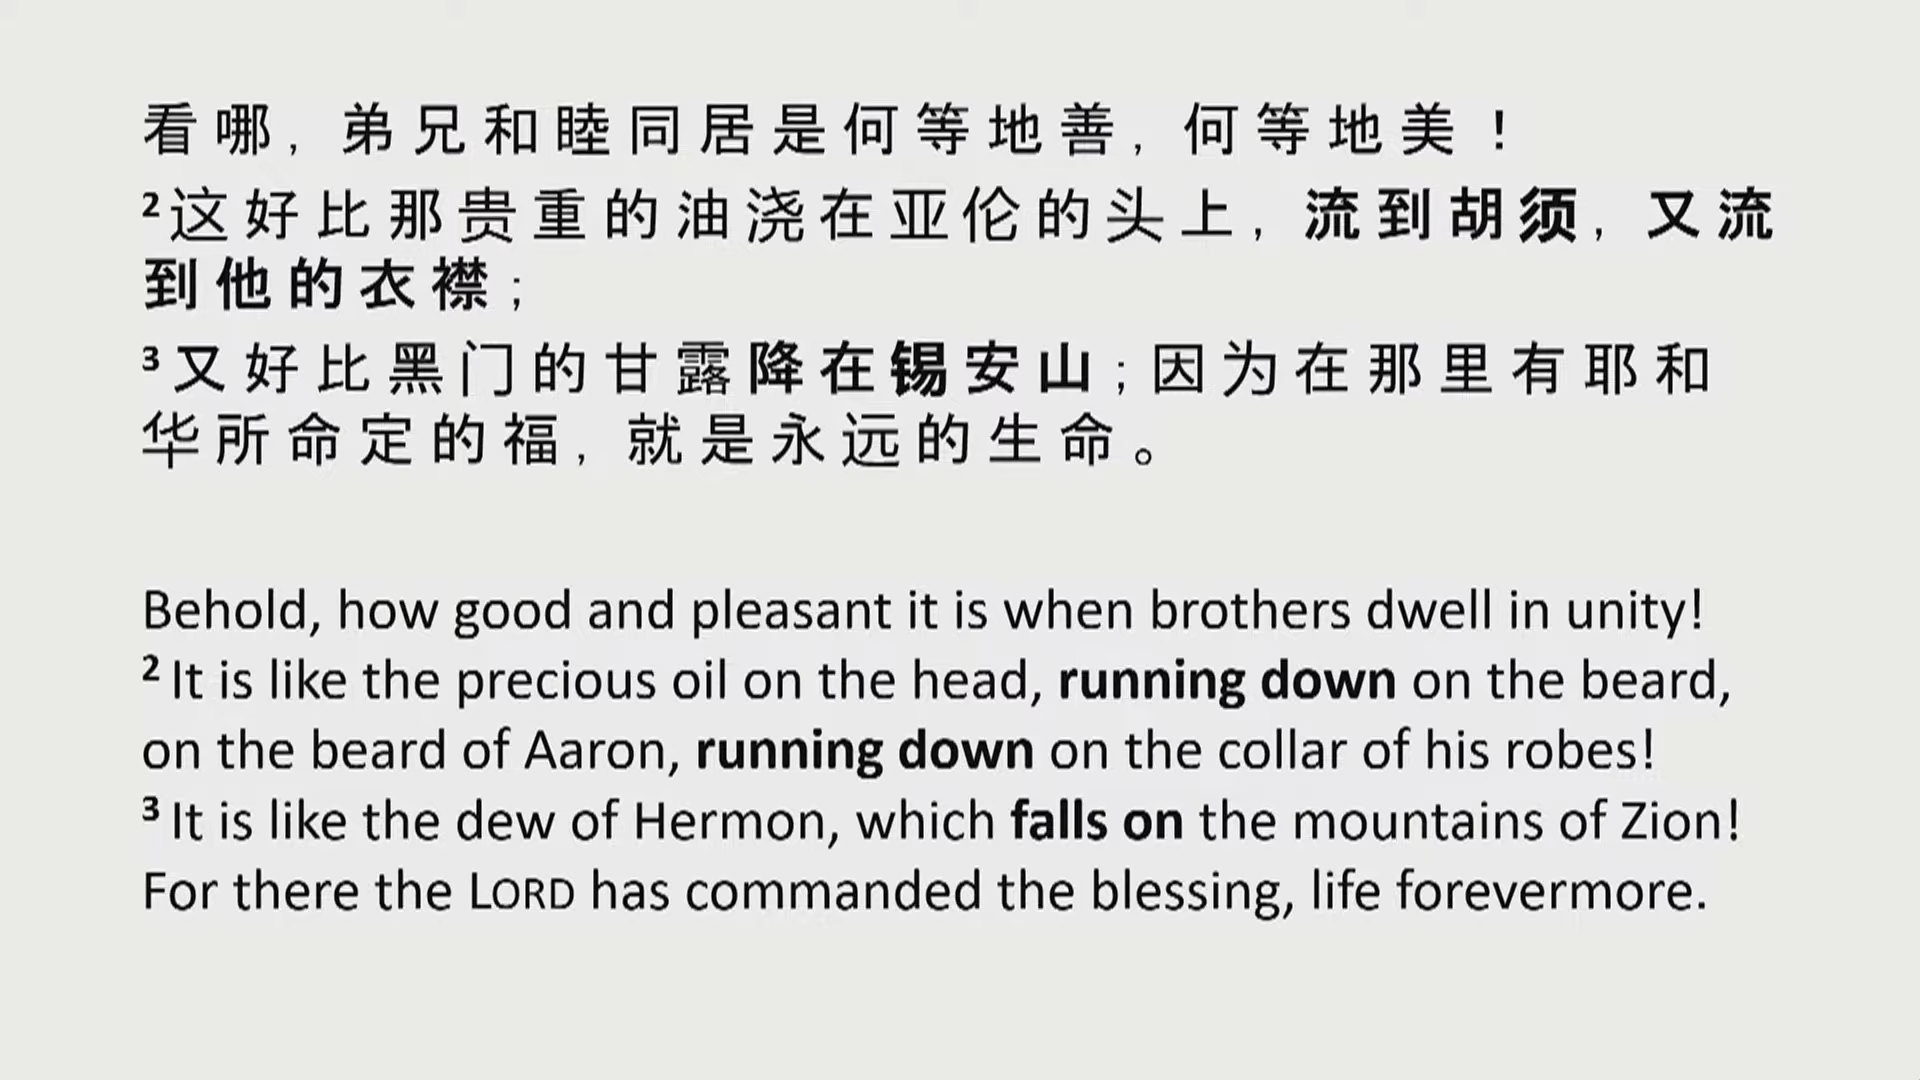 看哪，弟兄和睦同居是何等地善，何等地美！
²这好比那贵重的油浇在亚伦的头上，流到胡须，又流
到他的衣襟；
³又好比黑门的甘露降在锡安山；因为在那里有耶和
华所命定的福，就是永远的生命。
Behold, how good and pleasant it is when brothers dwell in unity!
² It is like the precious oil on the head, running down on the beard,
on the beard of Aaron, running down on the collar of his robes!
³ It is like the dew of Hermon, which falls on the mountains of Zion!
For there the LORD has commanded the blessing, life forevermore.